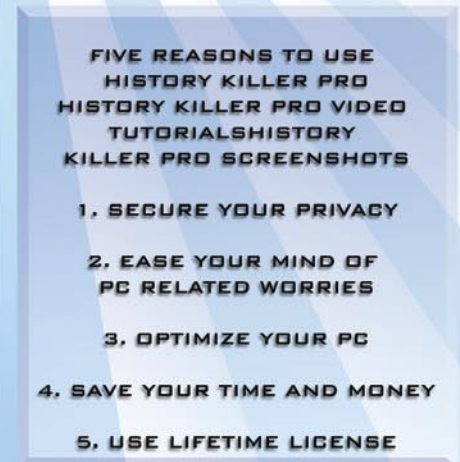 FIVE REASONS TO USE
HISTORY KILLER PRO
HISTORY KILLER PRO VIDEO
TUTORIALSHISTORY
KILLER PRO SCREENSHOTS
1. SECURE YOUR PRIVACY
2. EASE YOUR MIND OF
PC RELATED WORRIES
3. OPTIMIZE YOUR PC
4. SAVE YOUR TIME AND MONEY
5. USE LIFETIME LICENSE